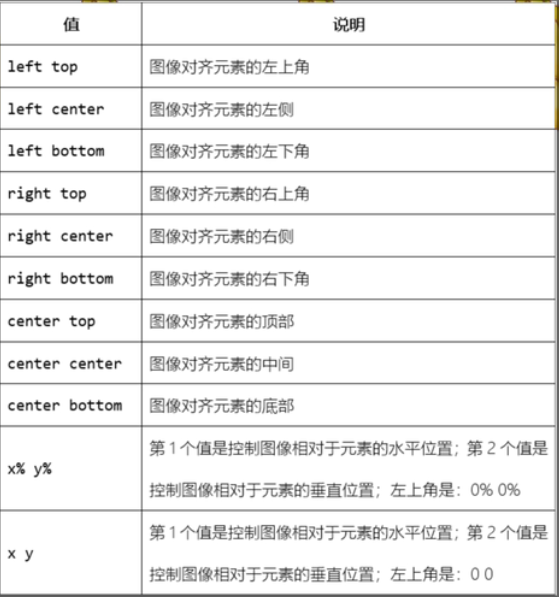 值 说明
left top 图像对齐元素的左上角
left center 图像对齐元素的左侧
left bottom 图像对齐元素的左下角
right top 图像对齐元素的右上角
right center 图像对齐元素的右侧
right bottom 图像对齐元素的右下角
center top 图像对齐元素的顶部
center center 图像对齐元素的中间
center bottom 图像对齐元素的底部
x% y% 第 1 个值是控制图像相对于元素的水平位置；第 2 个值是
控制图像相对于元素的垂直位置；左上角是：0% 0%
x y 第 1 个值是控制图像相对于元素的水平位置；第 2 个值是
控制图像相对于元素的垂直位置；左上角是：0 0